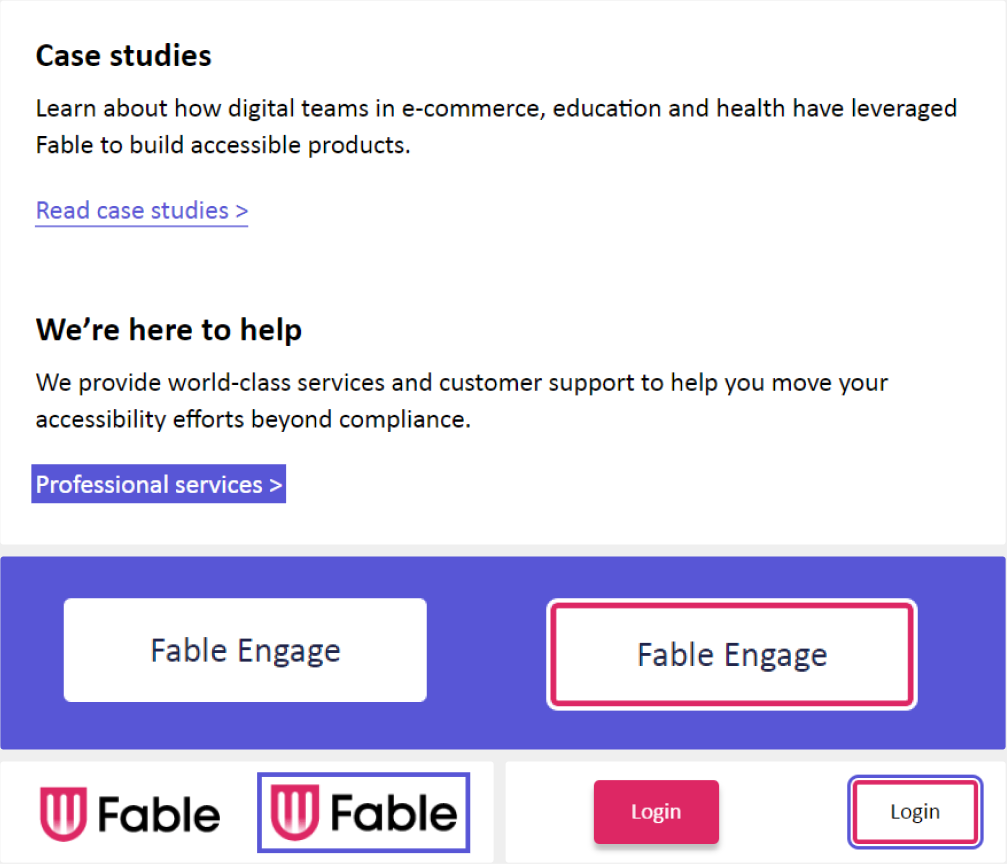 Case studies
Learn about how digital teams in e-commerce, education and health have leveraged
Fable to build accessible products.
Read case studies >
We’re here to help
We provide world-class services and customer support to help you move your
accessibility efforts beyond compliance.
Professional services >
Fable Engage
Fable Engage
Fable
Fable
Login
Login